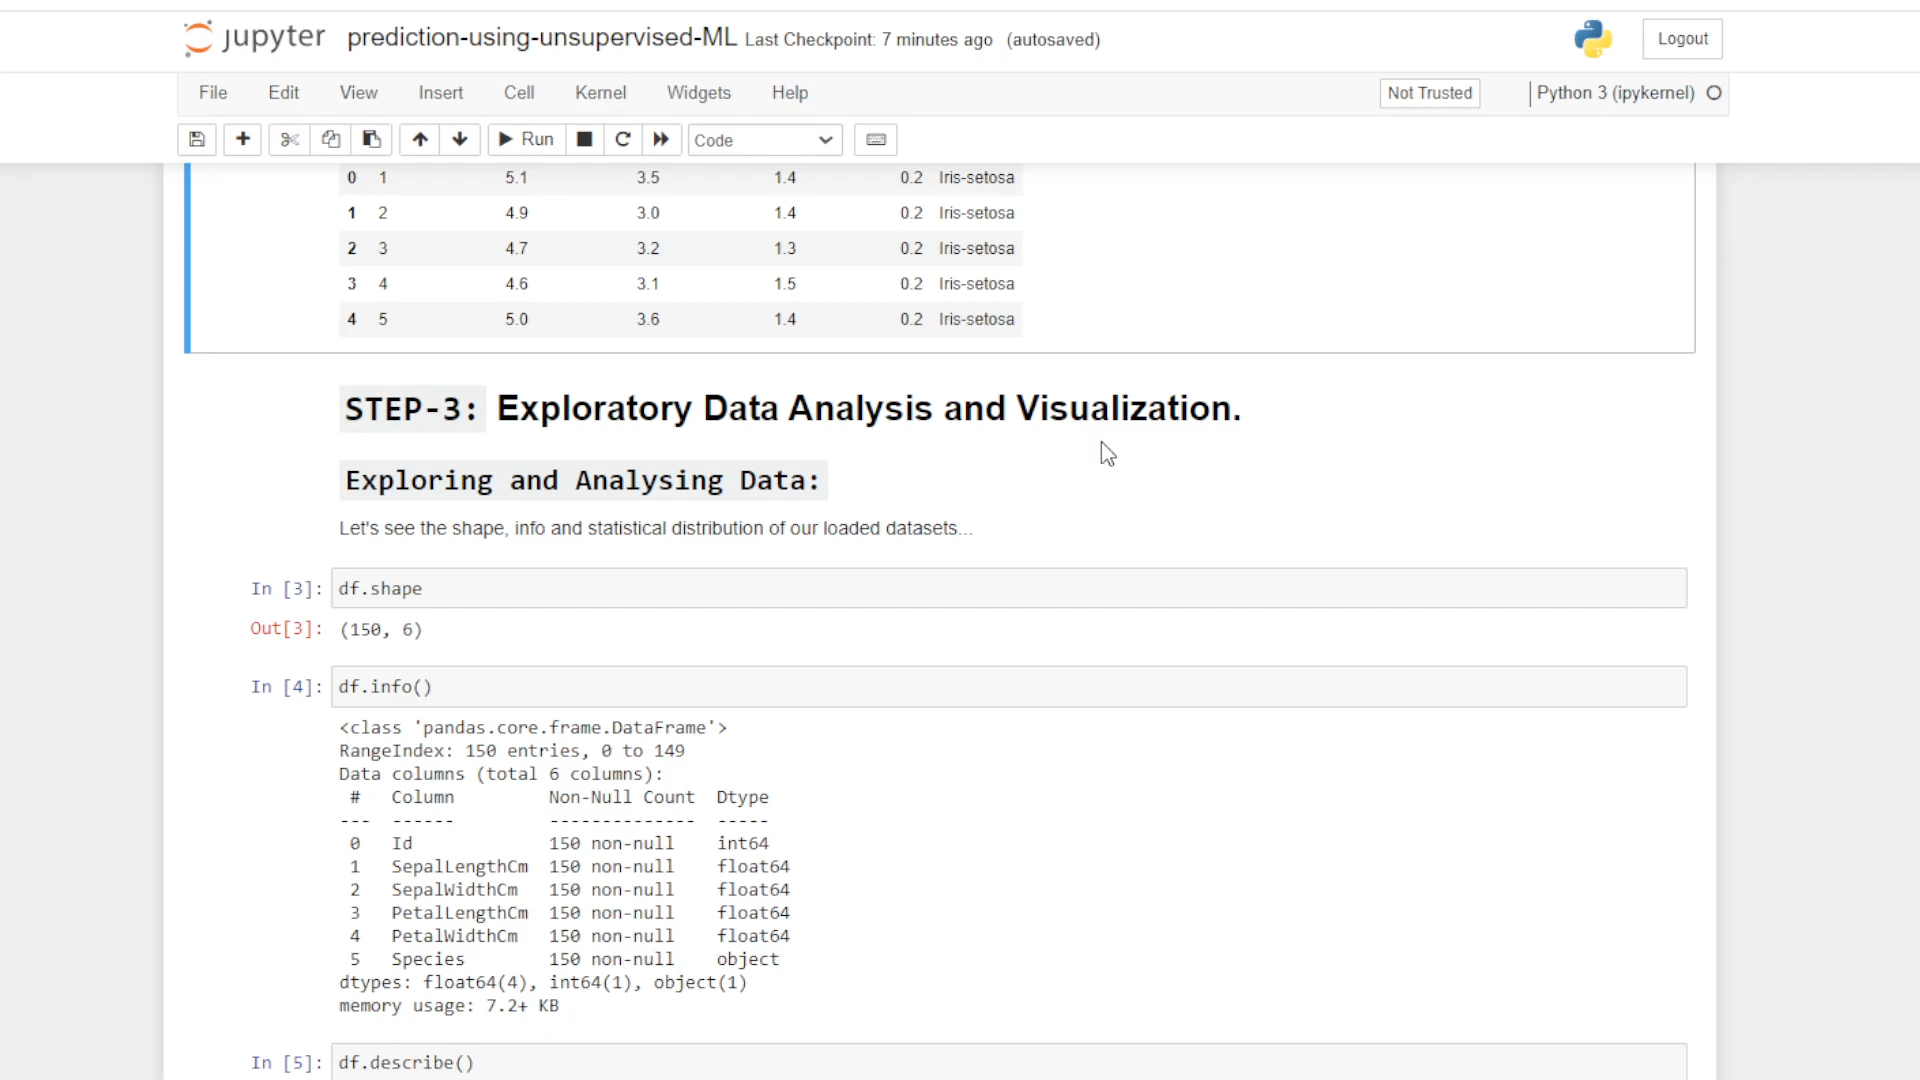 jupyter prediction-using-unsupervised-ML Last Checkpoint: 7 minutes ago (autosaved) Logout
File Edit View Insert Cell Kernel Widgets Help Not Trusted Python 3 (ipykernel)
Run Code
0 1 5.1 3.5 1.4 0.2 Iris-setosa
1 2 4.9 3.0 1.4 0.2 Iris-setosa
2 3 4.7 3.2 1.3 0.2 Iris-setosa
3 4 4.6 3.1 1.5 0.2 Iris-setosa
4 5 5.0 3.6 1.4 0.2 Iris-setosa
STEP-3: Exploratory Data Analysis and Visualization.
Exploring and Analysing Data:
Let's see the shape, info and statistical distribution of our loaded datasets...
In [3]: df.shape
Out[3]: (150, 6)
In [4]: df.info()
<class 'pandas.core.frame.DataFrame'>
RangeIndex: 150 entries, 0 to 149
Data columns (total 6 columns):
# Column Non-Null Count Dtype
--- ------ -------------- -----
0 Id 150 non-null int64
1 SepalLengthCm 150 non-null float64
2 SepalWidthCm 150 non-null float64
3 PetalLengthCm 150 non-null float64
4 PetalWidthCm 150 non-null float64
5 Species 150 non-null object
dtypes: float64(4), int64(1), object(1)
memory usage: 7.2+ KB
In [5]: df.describe()